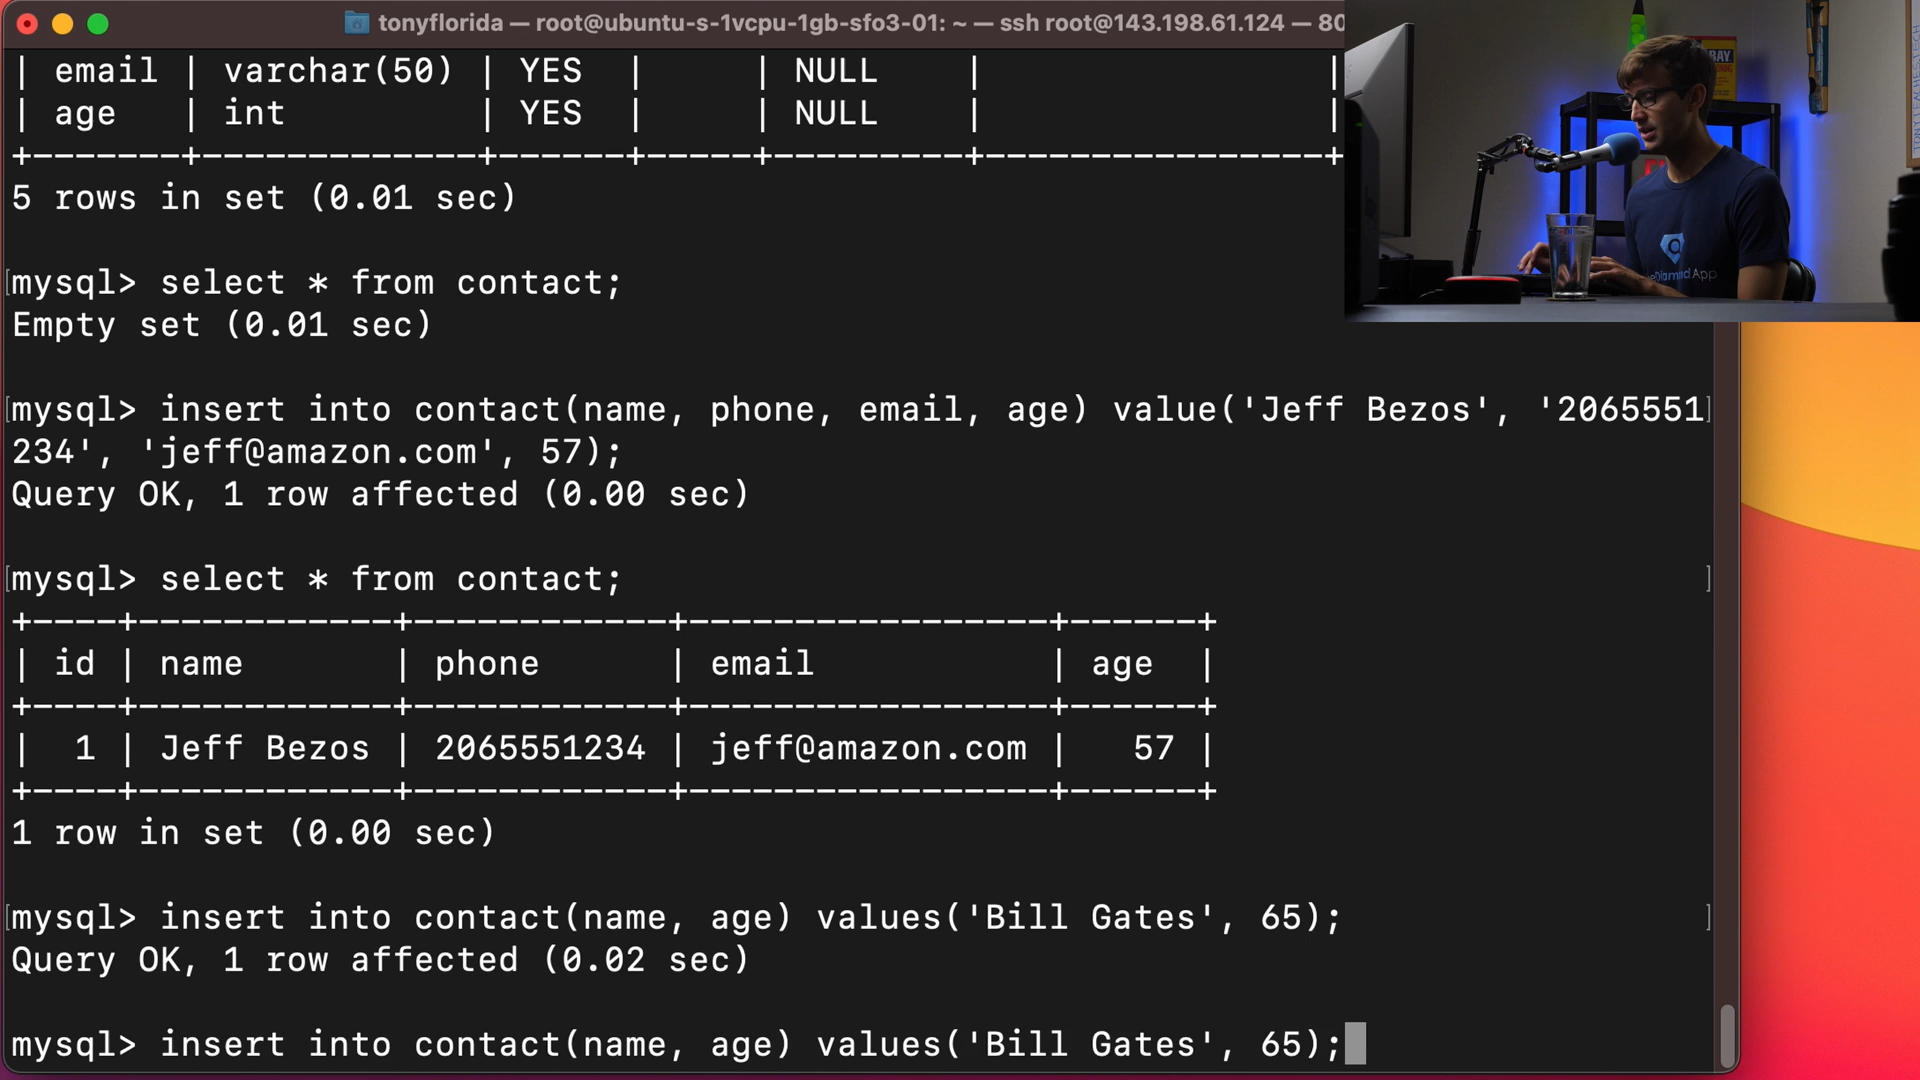 tonyflorida — root@ubuntu-s-1vcpu-1gb-sfo3-01: ~ — ssh root@143.198.61.124 — 80
| email | varchar(50) | YES |     | NULL    |                |
| age   | int         | YES |     | NULL    |                |
+-------+-------------+------+-----+---------+----------------+
5 rows in set (0.01 sec)
mysql> select * from contact;
Empty set (0.01 sec)
mysql> insert into contact(name, phone, email, age) value('Jeff Bezos', '2065551
234', 'jeff@amazon.com', 57);
Query OK, 1 row affected (0.00 sec)
mysql> select * from contact;
+----+------------+------------+-----------------+------+
| id | name       | phone      | email           | age  |
+----+------------+------------+-----------------+------+
|  1 | Jeff Bezos | 2065551234 | jeff@amazon.com |   57 |
+----+------------+------------+-----------------+------+
1 row in set (0.00 sec)
mysql> insert into contact(name, age) values('Bill Gates', 65);
Query OK, 1 row affected (0.02 sec)
mysql> insert into contact(name, age) values('Bill Gates', 65);